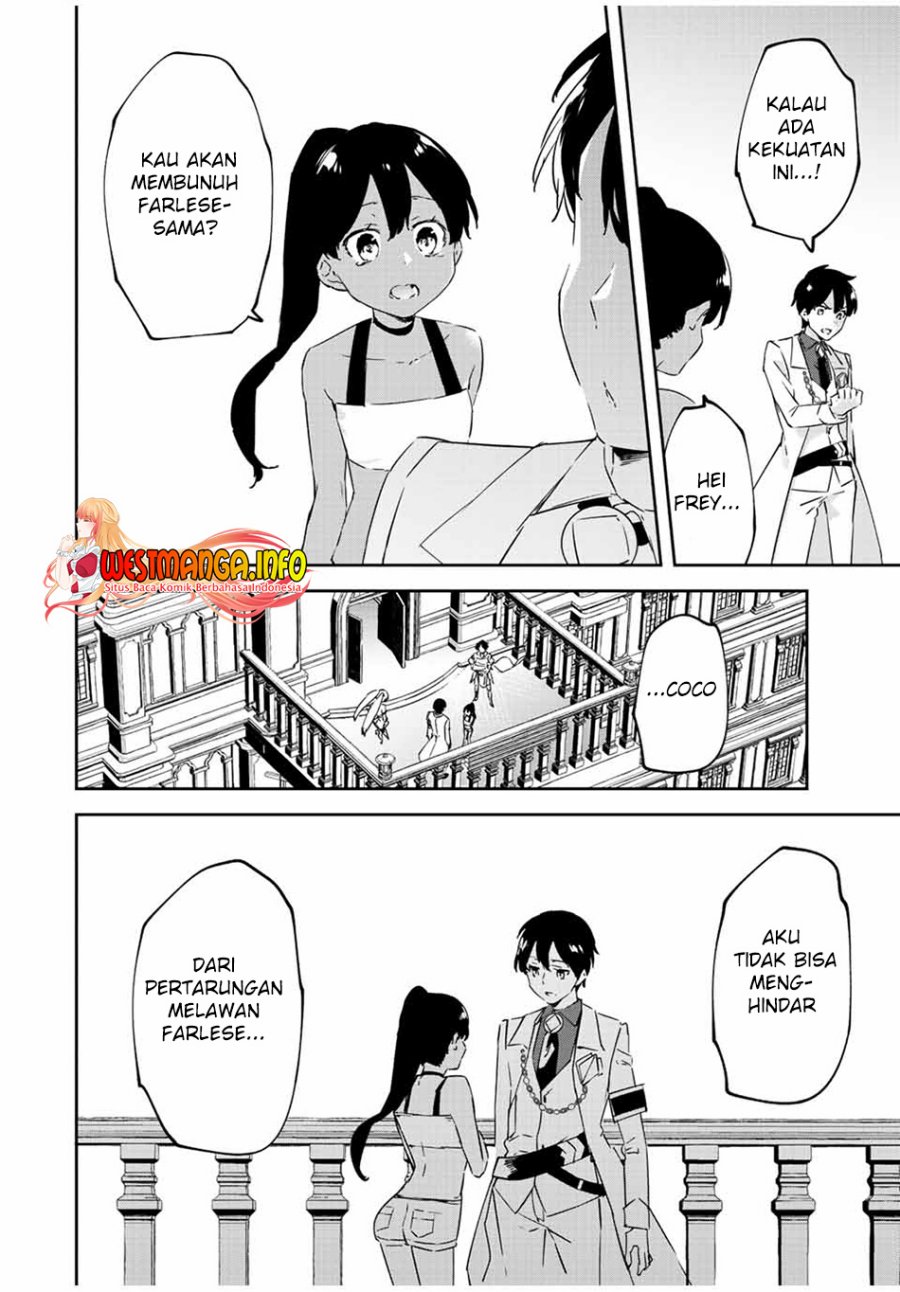 KALAU
ADA
KEKUATAN
INI...!
HEI
FREY...
KAU AKAN
MEMBUNUH
FARLESE-
SAMA?
WESTMANGA.INFO
Situs Baca Komik Berbahasa Indonesia
...COCO
AKU
TIDAK BISA
MENG-
HINDAR
DARI
PERTARUNGAN
MELAWAN
FARLESE...